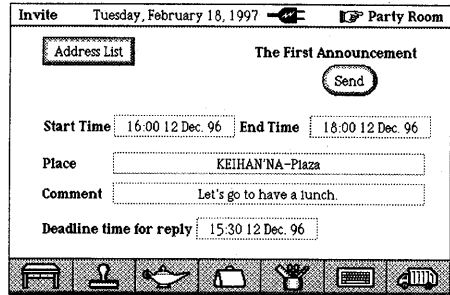 Invite Tuesday, February 18, 1997 Party Room
Address List
The First Announcement
Send
Start Time 16:00 12 Dec. 96 End Time 18:00 12 Dec. 96
Place KEIHAN'NA-Plaza
Comment Let's go to have a lunch.
Deadline time for reply 15:30 12 Dec. 96